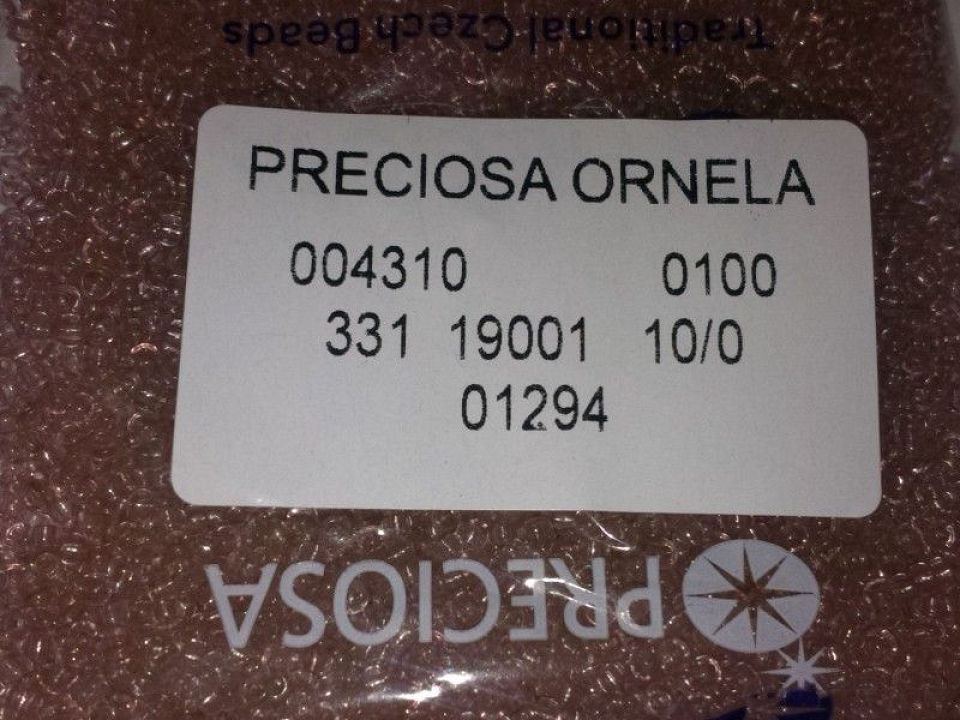 Traditional Czech Beads
PRECIOSA ORNELA
004310 0100
331 19001 10/0
01294
PRECIOSA